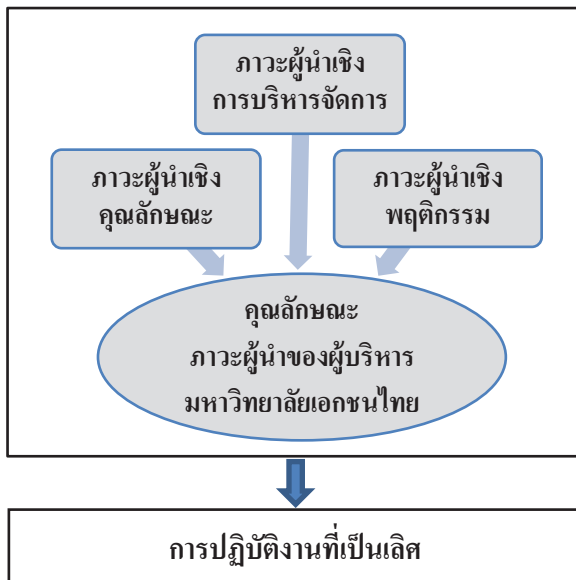 ภาวะผู้นำเชิง
การบริหารจัดการ
ภาวะผู้นำเชิง
คุณลักษณะ
ภาวะผู้นำเชิง
พฤติกรรม
คุณลักษณะ
ภาวะผู้นำของผู้บริหาร
มหาวิทยาลัยเอกชนไทย
การปฏิบัติงานที่เป็นเลิศ